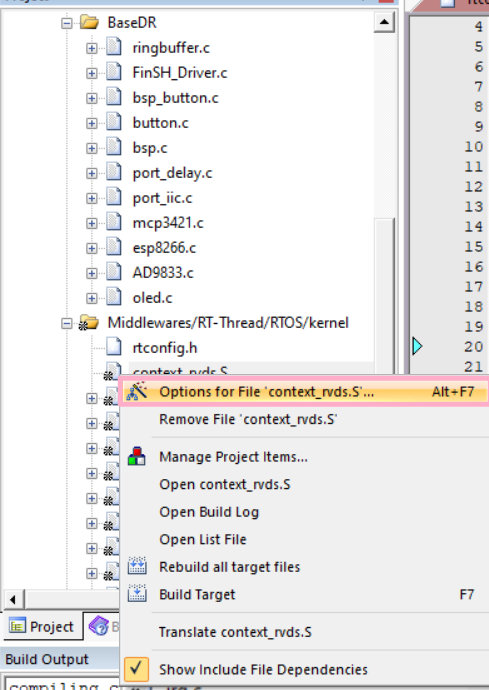 BaseDR
4
ringbuffer.c
5
FinSH_Driver.c
6
bsp_button.c
7
8
button.c
9
bsp.c
10
port_delay.c
11
port_iic.c
12
13
mcp3421.c
14
esp8266.c
15
AD9833.c
16
oled.c
17
18
Middlewares/RT-Thread/RTOS/kernel
19
rtconfig.h
20
context_rvds.S
21
Options for File 'context_rvds.S'... Alt+F7
Remove File 'context_rvds.S'
Manage Project Items...
Open context_rvds.S
Open Build Log
Open List File
Rebuild all target files
Build Target F7
Project
Translate context_rvds.S
Build Output
Show Include File Dependencies